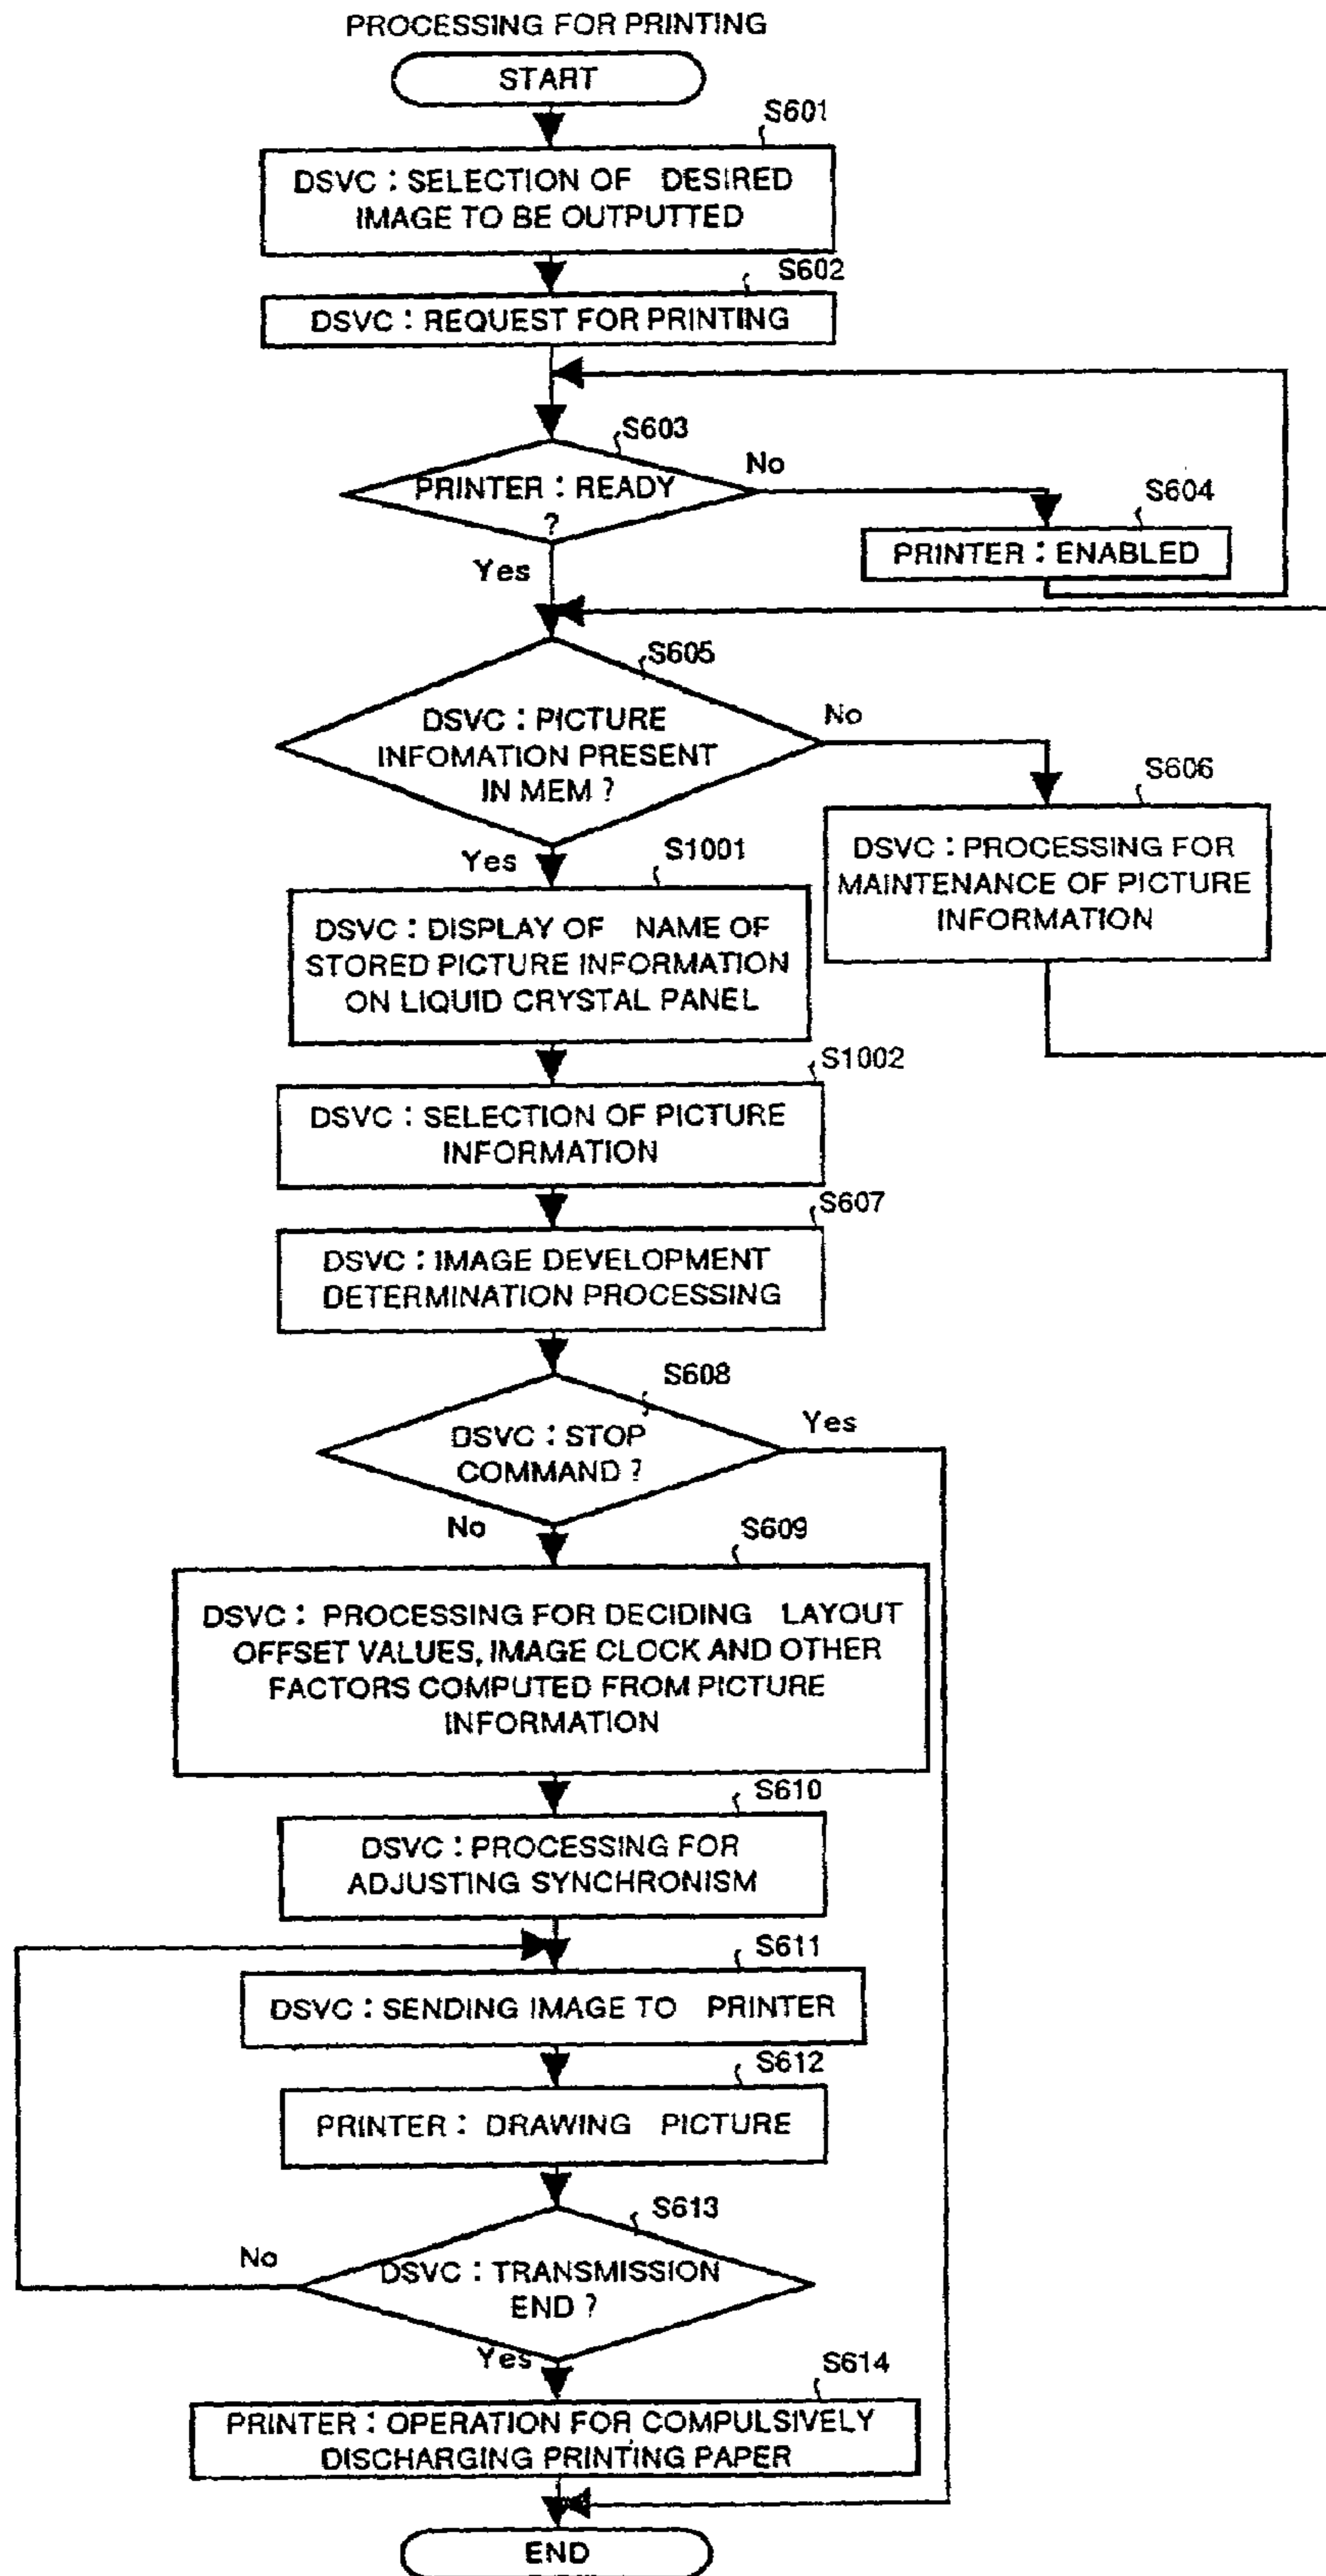 PROCESSING FOR PRINTING
START
S601
DSVC : SELECTION OF DESIRED
IMAGE TO BE OUTPUTTED
S602
DSVC : REQUEST FOR PRINTING
S603
PRINTER : READY
?
No
Yes
S604
PRINTER : ENABLED
S605
DSVC : PICTURE
INFOMATION PRESENT
IN MEM ?
No
Yes
S606
DSVC : PROCESSING FOR
MAINTENANCE OF PICTURE
INFORMATION
S1001
DSVC : DISPLAY OF NAME OF
STORED PICTURE INFORMATION
ON LIQUID CRYSTAL PANEL
S1002
DSVC : SELECTION OF PICTURE
INFORMATION
S607
DSVC : IMAGE DEVELOPMENT
DETERMINATION PROCESSING
S608
DSVC : STOP
COMMAND ?
Yes
No
S609
DSVC : PROCESSING FOR DECIDING LAYOUT
OFFSET VALUES, IMAGE CLOCK AND OTHER
FACTORS COMPUTED FROM PICTURE
INFORMATION
S610
DSVC : PROCESSING FOR
ADJUSTING SYNCHRONISM
S611
DSVC : SENDING IMAGE TO PRINTER
S612
PRINTER : DRAWING PICTURE
S613
DSVC : TRANSMISSION
END ?
No
Yes
S614
PRINTER : OPERATION FOR COMPULSIVELY
DISCHARGING PRINTING PAPER
END